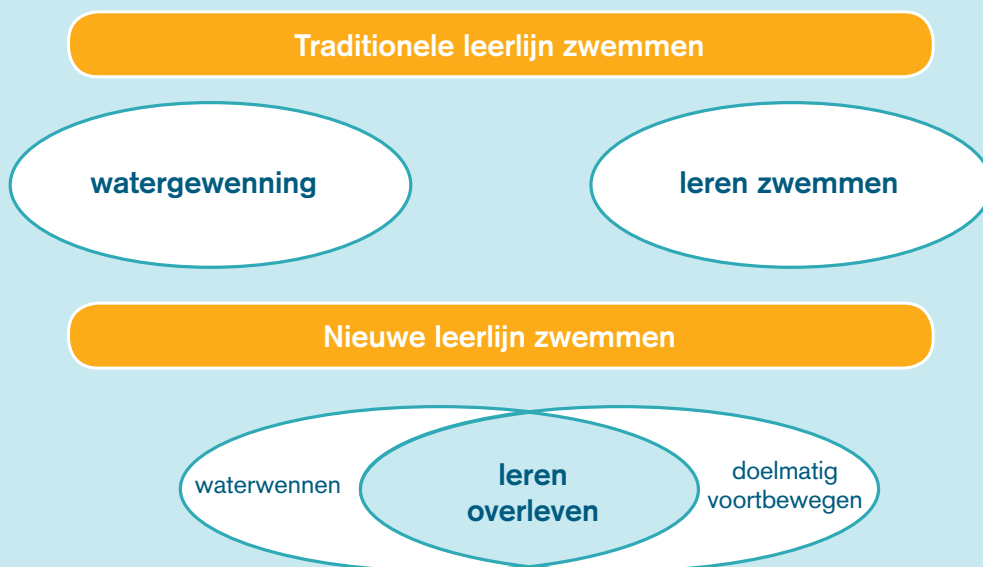 Traditionele leerlijn zwemmen
watergewenning
leren zwemmen
Nieuwe leerlijn zwemmen
waterwennen
leren
overleven
doelmatig
voortbewegen